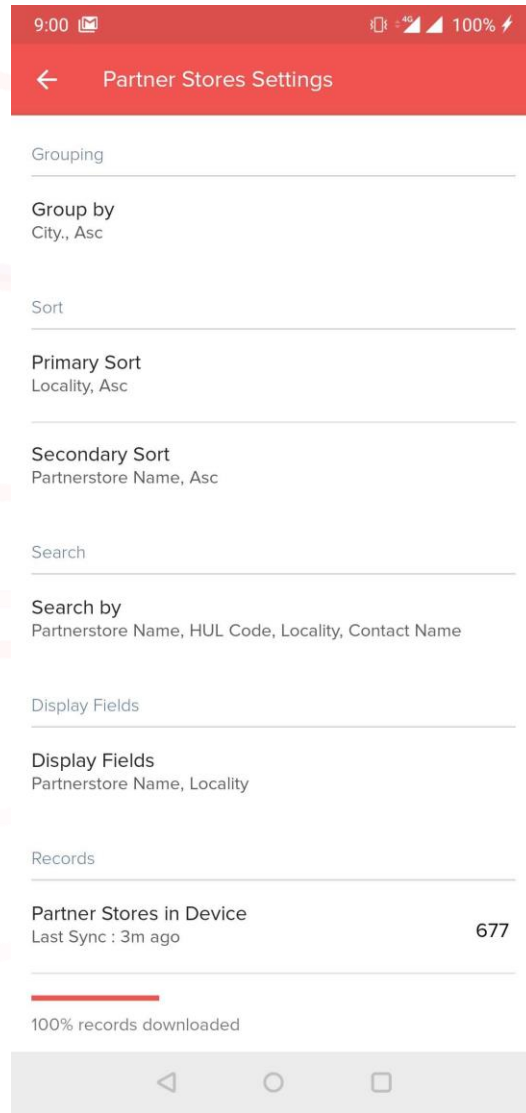 9:00 4G 100%
Partner Stores Settings
Grouping
Group by
City., Asc
Sort
Primary Sort
Locality, Asc
Secondary Sort
Partnerstore Name, Asc
Search
Search by
Partnerstore Name, HUL Code, Locality, Contact Name
Display Fields
Display Fields
Partnerstore Name, Locality
Records
Partner Stores in Device
677
Last Sync : 3m ago
100% records downloaded